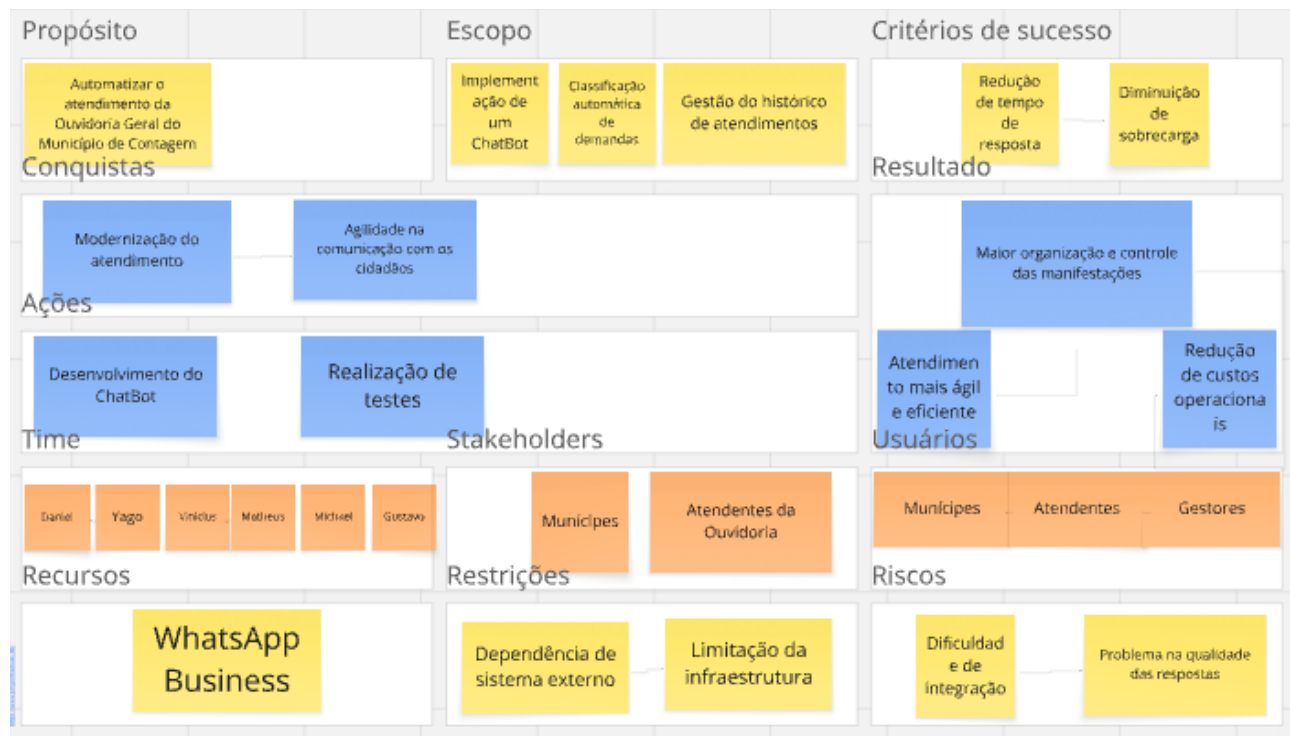 Propósito
Escopo
Critérios de sucesso
Automatizar o
atendimento da
Ouvidoria Geral do
Município de Contagem
Implement
ação de
um
ChatBot
Classificação
automática
de
demandas
Gestão do histórico
de atendimentos
Redução
de tempo
de
resposta
Diminuição
de
sobrecarga
Conquistas
Resultado
Modernização do
atendimento
Agilidade na
comunicação com os
cidadãos
Maior organização e controle
das manifestações
Ações
Desenvolvimento do
ChatBot
Realização de
testes
Atendimen
to mais ágil
e eficiente
Redução
de custos
operaciona
is
Time
Stakeholders
Usuários
Daniel
Yago
Vinicius
Matheus
Michael
Gustavo
Munícipes
Atendentes da
Ouvidoria
Munícipes
Atendentes
Gestores
Recursos
Restrições
Riscos
WhatsApp
Business
Dependência de
sistema externo
Limitação da
infraestrutura
Dificuldad
e de
integração
Problema na qualidade
das respostas